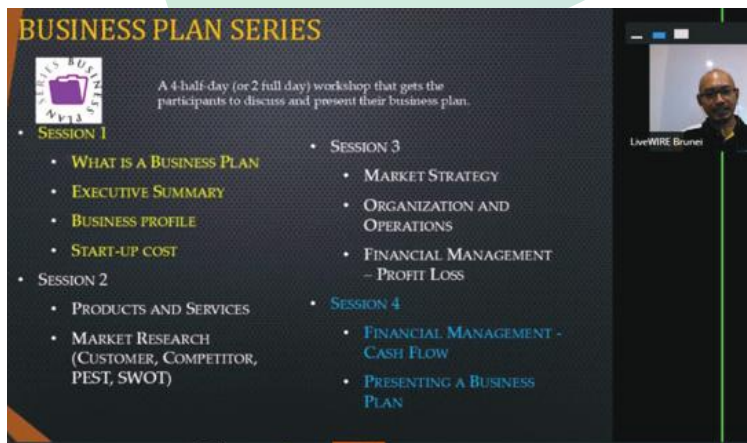 BUSINESS PLAN SERIES
SERIES BUSINESS PLAN
A 4-half-day (or 2 full day) workshop that gets the
participants to discuss and present their business plan.
• SESSION 1
• WHAT IS A BUSINESS PLAN
• EXECUTIVE SUMMARY
• BUSINESS PROFILE
• START-UP COST
• SESSION 2
• PRODUCTS AND SERVICES
• MARKET RESEARCH
(CUSTOMER, COMPETITOR,
PEST, SWOT)
• SESSION 3
• MARKET STRATEGY
• ORGANIZATION AND
OPERATIONS
• FINANCIAL MANAGEMENT
– PROFIT LOSS
• SESSION 4
• FINANCIAL MANAGEMENT -
CASH FLOW
• PRESENTING A BUSINESS
PLAN
LiveWIRE Brunei